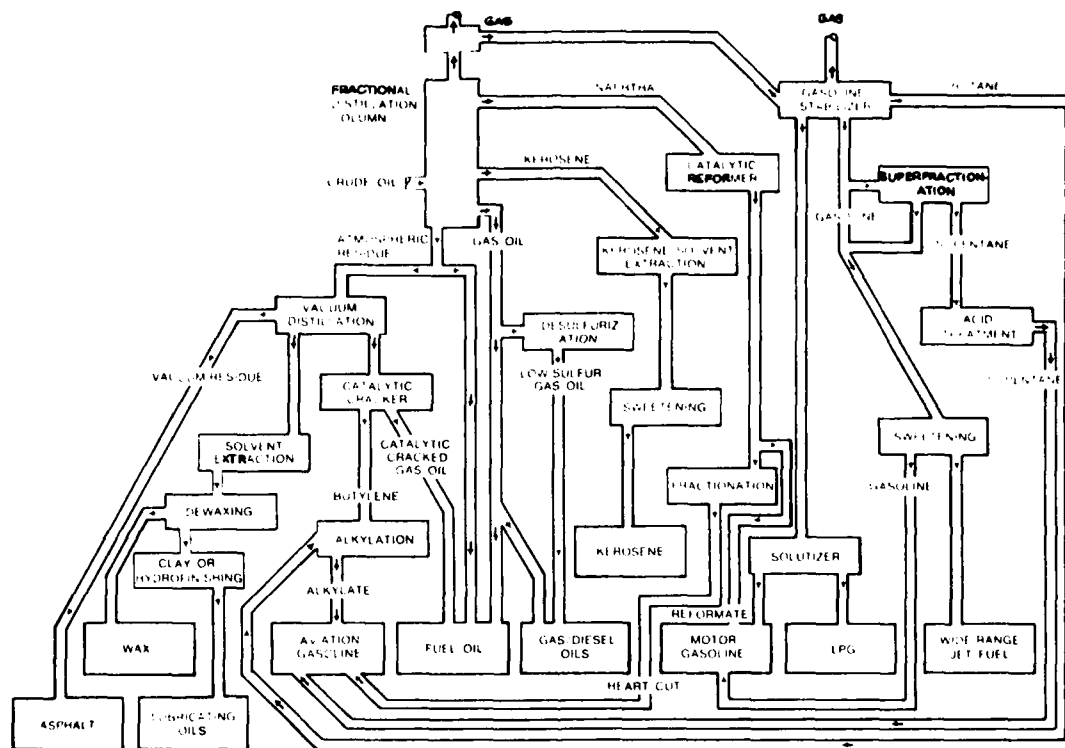 GAS
GAS
FRACTIONAL
DISTILLATION
COLUMN
NAPHTHA
GASOLINE
STABILIZER
BUTANE
KEROSENE
CATALYTIC
REFORMER
SUPERFRACTION-
ATION
CRUDE OIL
GASOLINE
ATMOSPHERIC
RESIDUE
GAS OIL
KEROSENE SOLVENT
EXTRACTION
ISOPENTANE
VACUUM
DISTILLATION
DESULFURIZ
ATION
ACID
TREATMENT
VACUUM RESIDUE
CATALYTIC
CRACKER
LOW SULFUR
GAS OIL
ISOPENTANE
SWEETENING
SWEETENING
SOLVENT
EXTRACTION
CATALYTIC
CRACKED
GAS OIL
FRACTIONATION
GASOLINE
BUTYLENE
DEWAXING
ALKYLATION
KEROSENE
SOLUTIZER
CLAY OR
HYDROFINISHING
ALKYLATE
REFORMATE
WAX
AVIATION
GASOLINE
FUEL OIL
GAS/DIESEL
OILS
MOTOR
GASOLINE
LPG
WIDE RANGE
JET FUEL
HEART CUT
ASPHALT
LUBRICATING
OILS